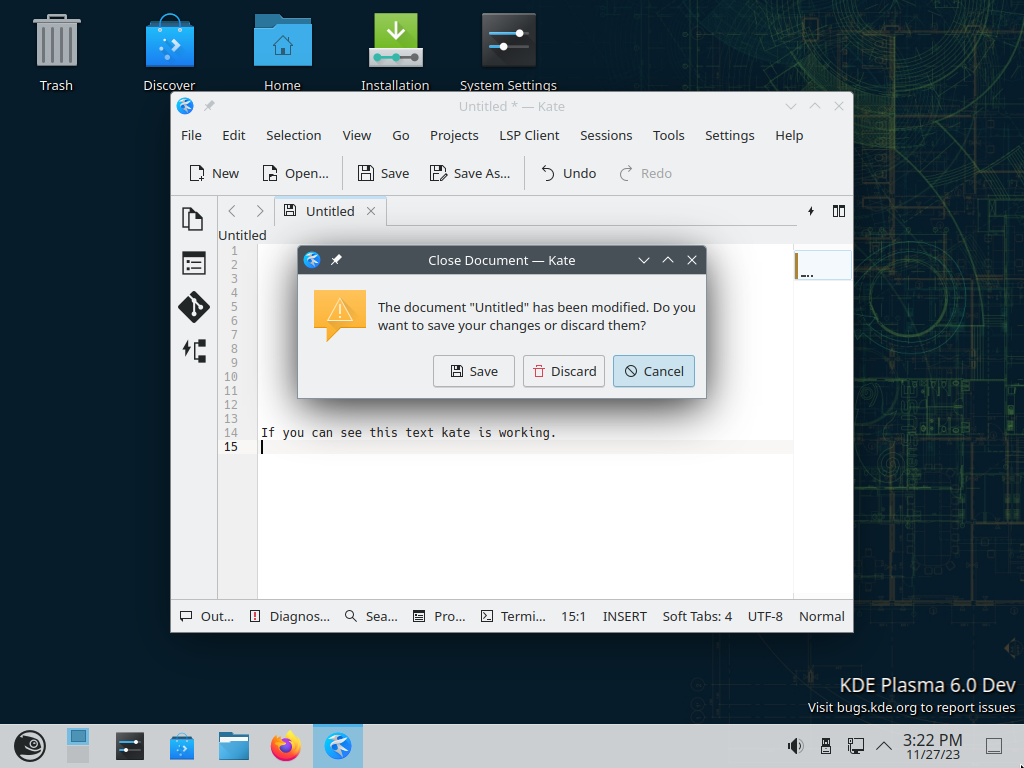 Trash
Discover
Home
Installation
System Settings
Untitled * — Kate
File Edit Selection View Go Projects LSP Client Sessions Tools Settings Help
New Open... Save Save As... Undo Redo
Untitled
Untitled
1
2
3
4
5
6
7
8
9
10
11
12
13
14 If you can see this text kate is working.
15
Close Document — Kate
The document "Untitled" has been modified. Do you
want to save your changes or discard them?
Save Discard Cancel
Out... Diagnos... Sea... Pro... Termi... 15:1 INSERT Soft Tabs: 4 UTF-8 Normal
KDE Plasma 6.0 Dev
Visit bugs.kde.org to report issues
3:22 PM
11/27/23